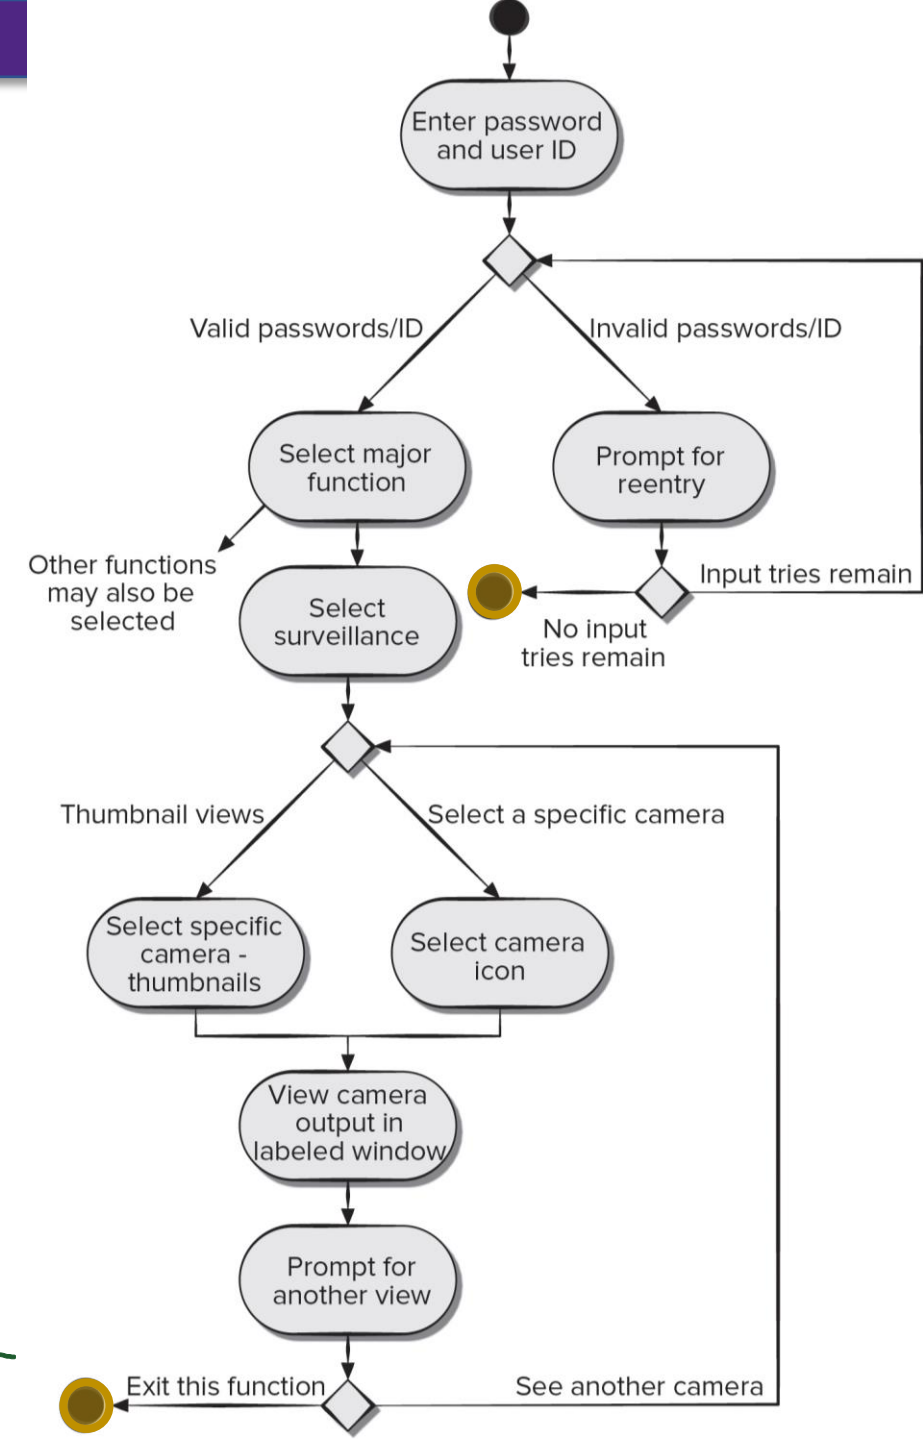 Enter password
and user ID
Valid passwords/ID
Invalid passwords/ID
Select major
function
Prompt for
reentry
Other functions
may also be
selected
Select
surveillance
Input tries remain
No input
tries remain
Thumbnail views
Select a specific camera
Select specific
camera -
thumbnails
Select camera
icon
View camera
output in
labeled window
Prompt for
another view
Exit this function
See another camera